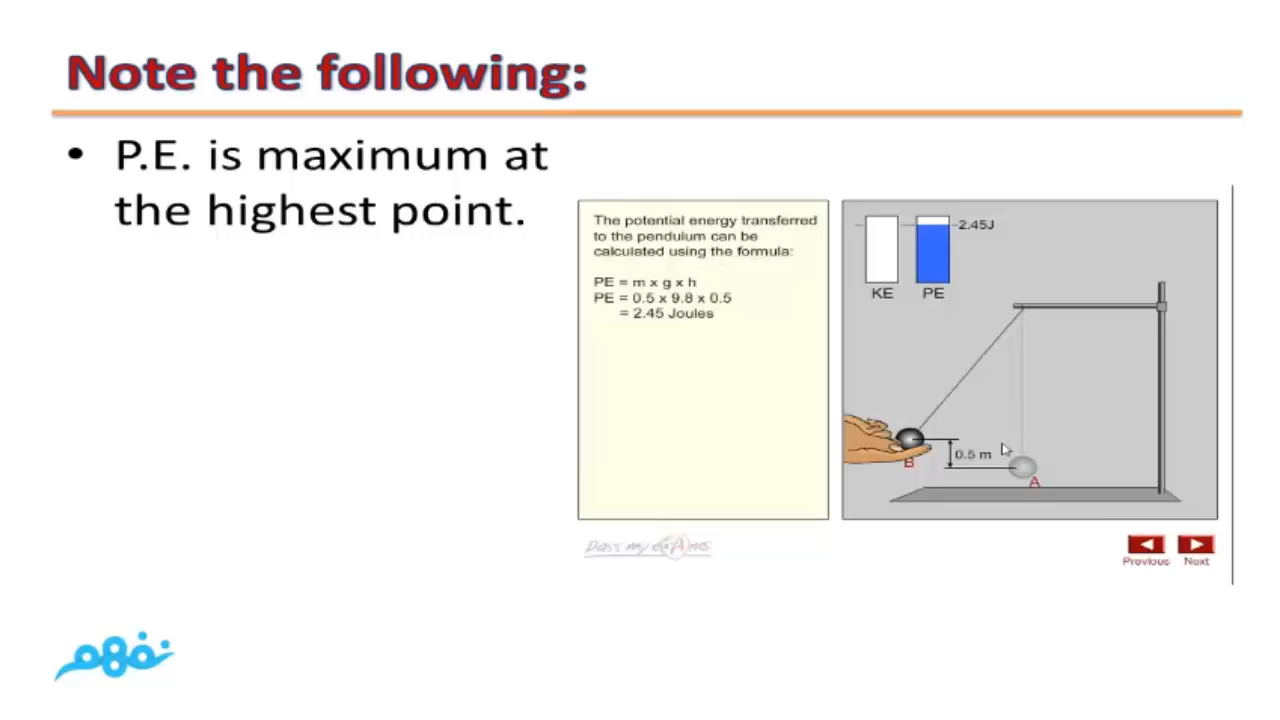 Note the following:
• P.E. is maximum at
the highest point.
The potential energy transferred
to the pendulum can be
calculated using the formula:
PE = m x g x h
PE = 0.5 x 9.8 x 0.5
= 2.45 Joules
2.45J
KE PE
0.5 m
B
A
pass my exAms
Previous Next
نفهم